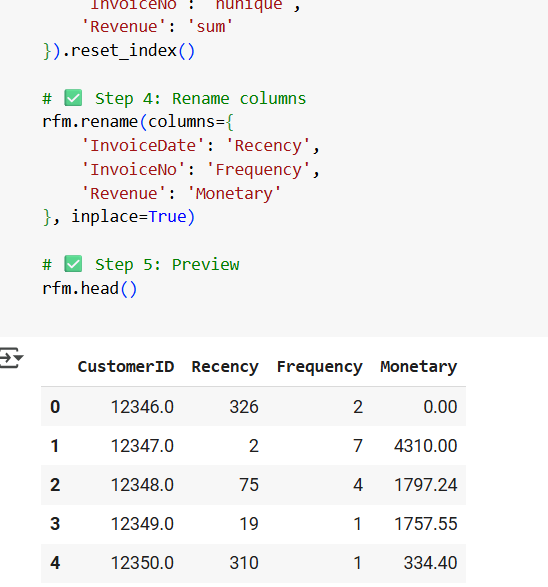 'InvoiceNo': 'nunique',
'Revenue': 'sum'
}).reset_index()
# ✅ Step 4: Rename columns
rfm.rename(columns={
'InvoiceDate': 'Recency',
'InvoiceNo': 'Frequency',
'Revenue': 'Monetary'
}, inplace=True)
# ✅ Step 5: Preview
rfm.head()
CustomerID Recency Frequency Monetary
0 12346.0 326 2 0.00
1 12347.0 2 7 4310.00
2 12348.0 75 4 1797.24
3 12349.0 19 1 1757.55
4 12350.0 310 1 334.40